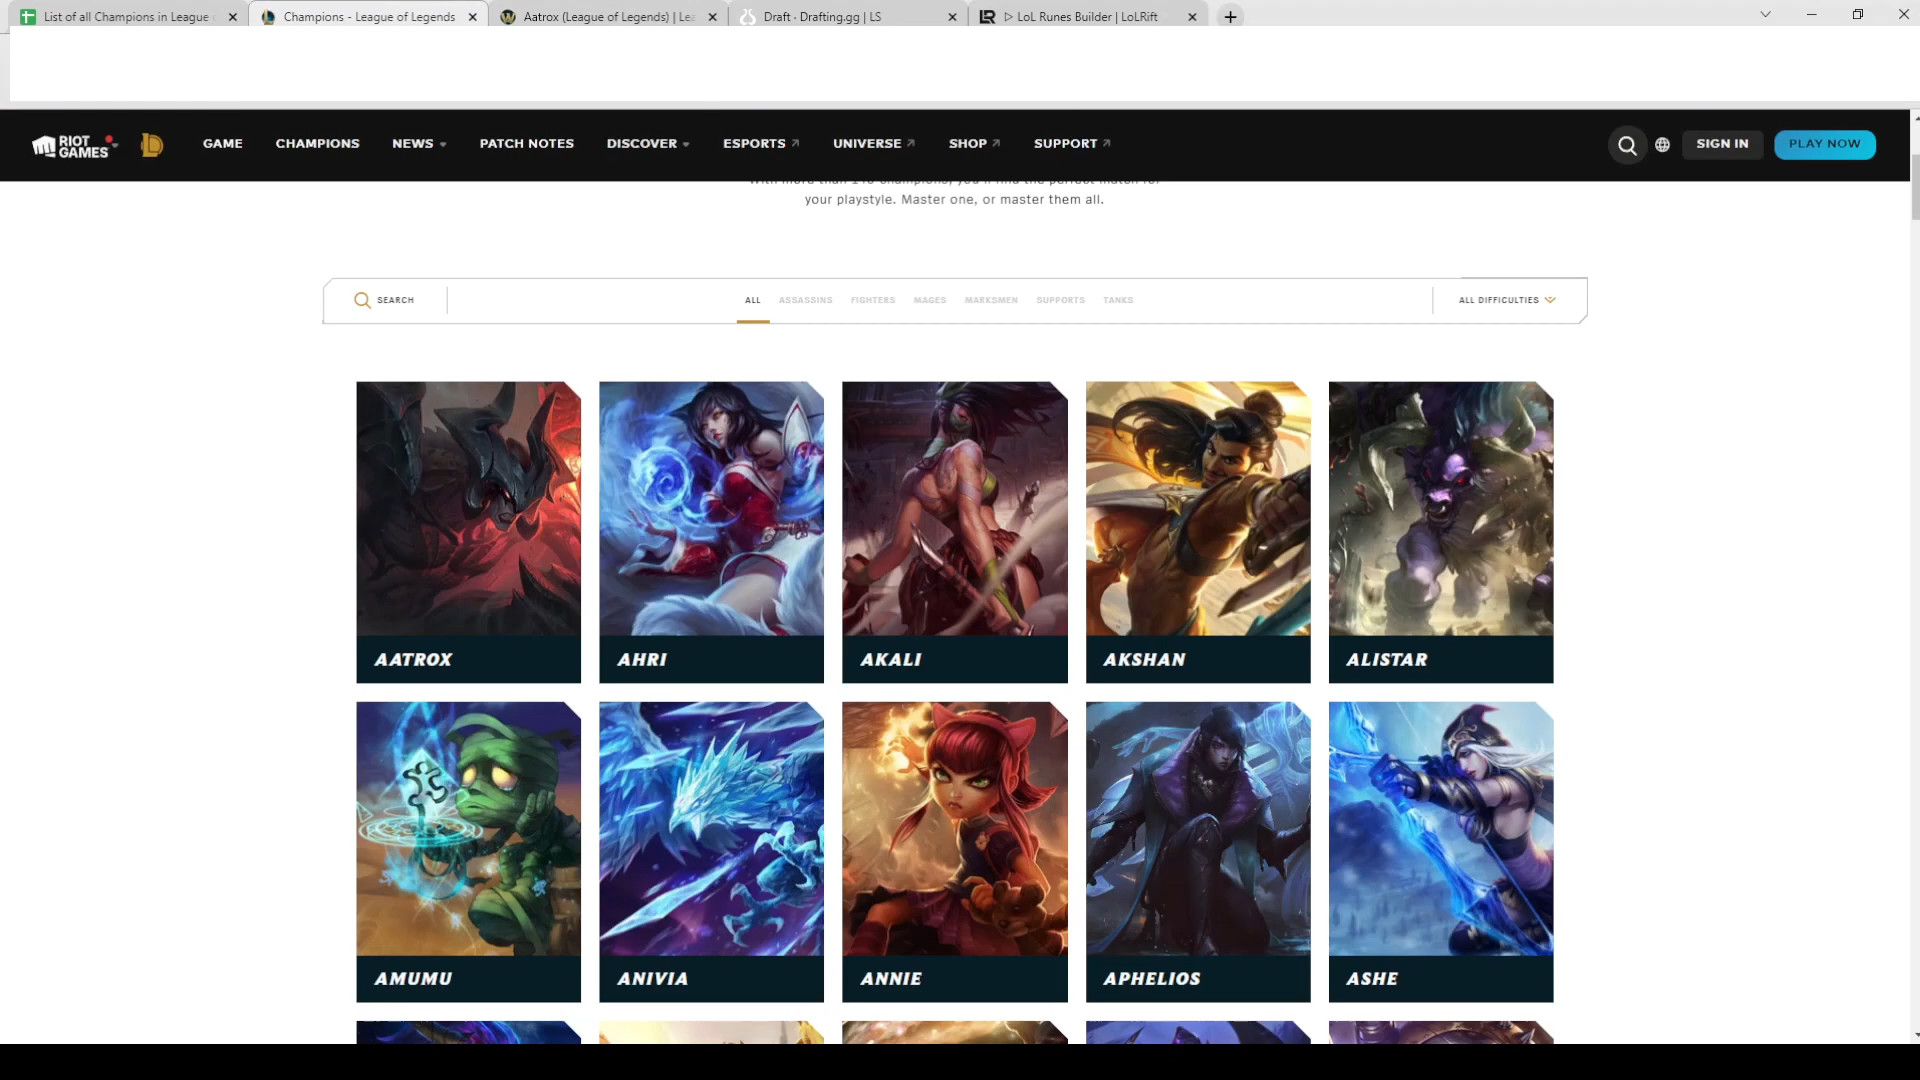 List of all Champions in League
Champions - League of Legends
Aatrox (League of Legends) | Lea
Draft · Drafting.gg | LS
▷ LoL Runes Builder | LoLRift
RIOT GAMES
GAME
CHAMPIONS
NEWS
PATCH NOTES
DISCOVER
ESPORTS
UNIVERSE
SHOP
SUPPORT
SIGN IN
PLAY NOW
your playstyle. Master one, or master them all.
SEARCH
ALL
ASSASSINS
FIGHTERS
MAGES
MARKSMEN
SUPPORTS
TANKS
ALL DIFFICULTIES
AATROX
AHRI
AKALI
AKSHAN
ALISTAR
AMUMU
ANIVIA
ANNIE
APHELIOS
ASHE